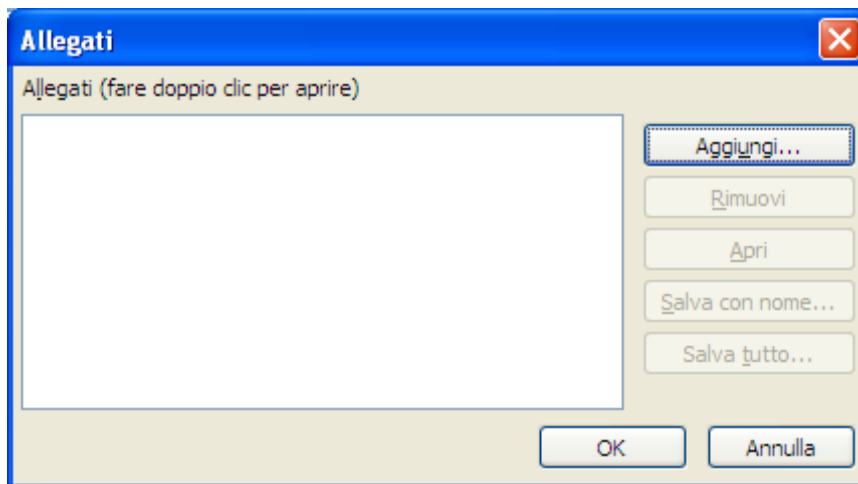 Allegati
Allegati (fare doppio clic per aprire)
Aggiungi...
Rimuovi
Apri
Salva con nome...
Salva tutto...
OK
Annulla